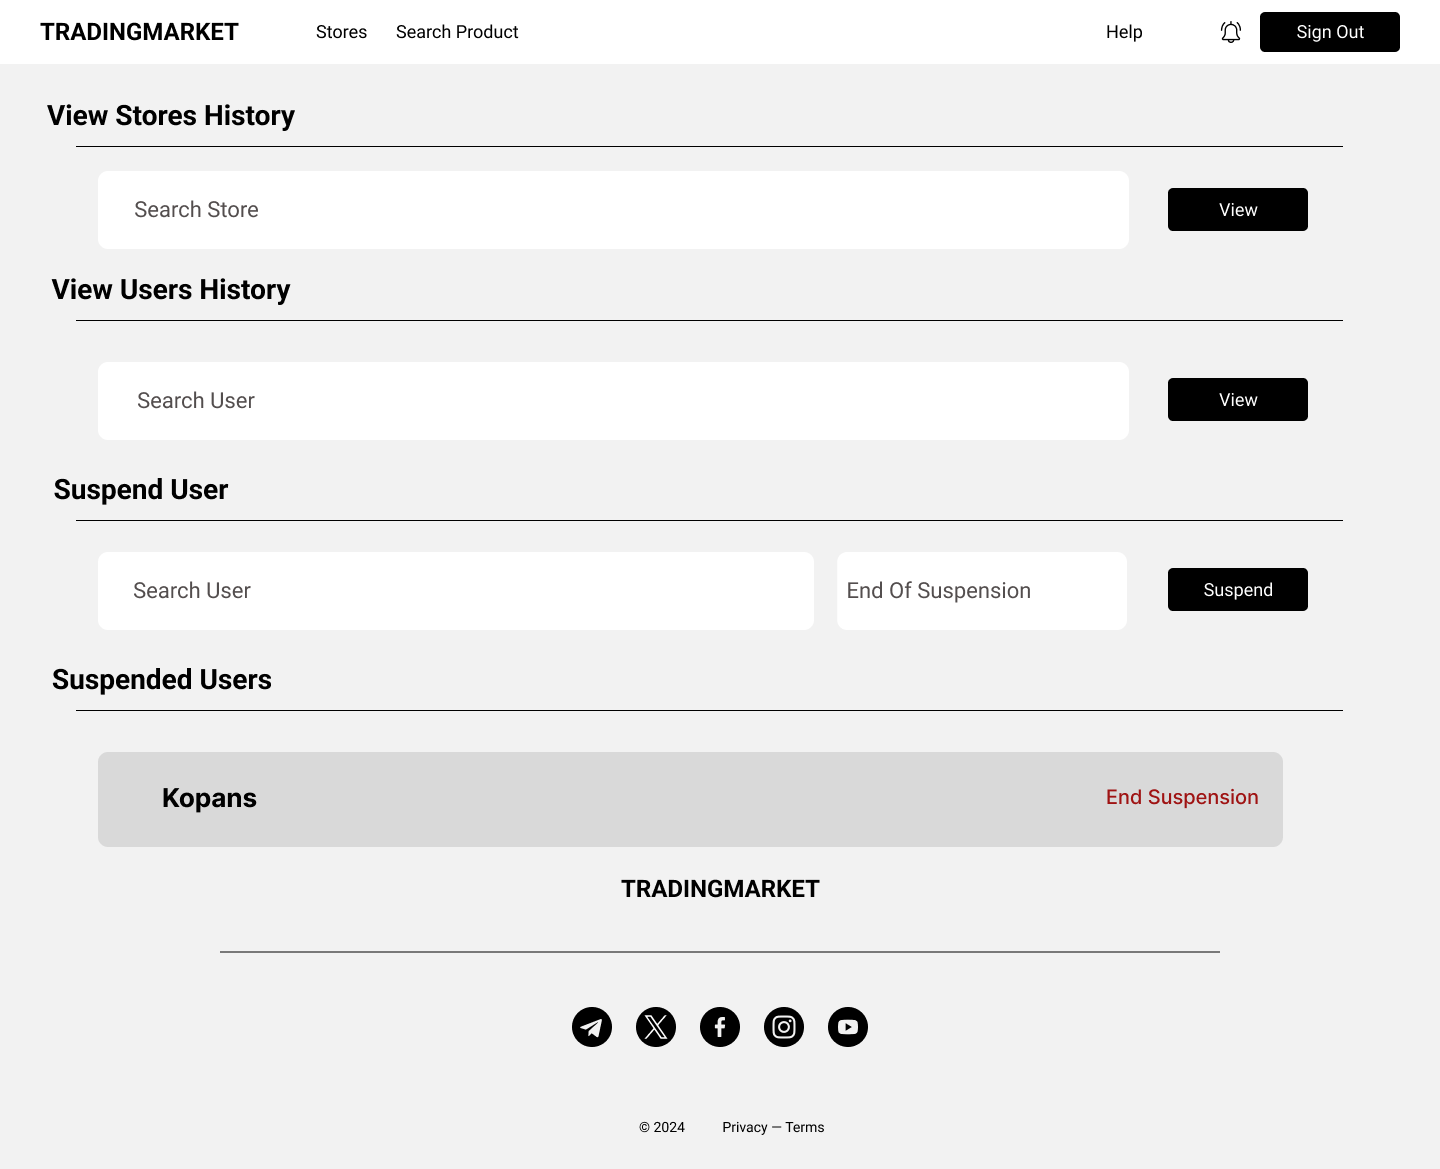 TRADINGMARKET Stores Search Product Help Sign Out
View Stores History
Search Store View
View Users History
Search User View
Suspend User
Search User End Of Suspension Suspend
Suspended Users
Kopans End Suspension
TRADINGMARKET
© 2024 Privacy — Terms